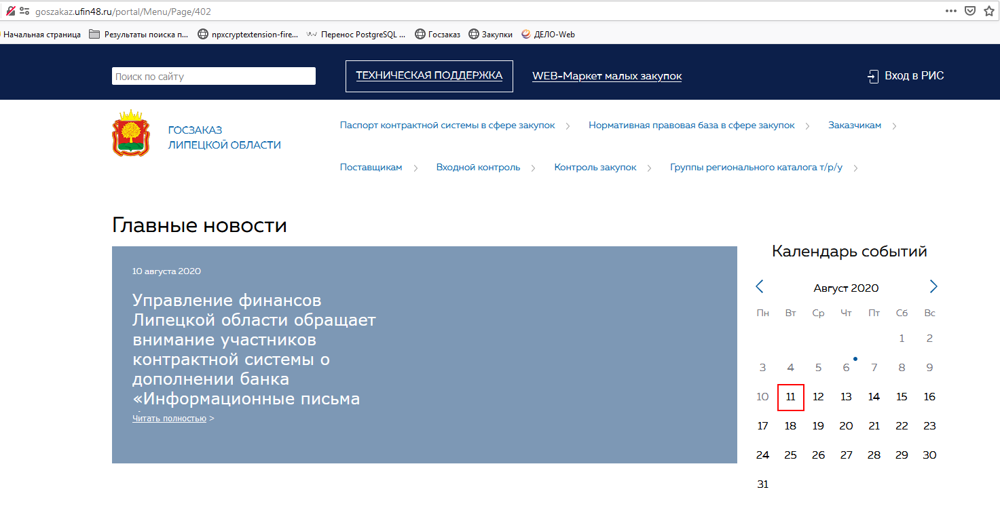 goszakaz.ufin48.ru/portal/Menu/Page/402
Начальная страница Результаты поиска п... npxcryptextension-fire... Перенос PostgreSQL ... Госзаказ Закупки ДЕЛО-Web
Поиск по сайту ТЕХНИЧЕСКАЯ ПОДДЕРЖКА WEB-Маркет малых закупок Вход в РИС
ГОСЗАКАЗ
ЛИПЕЦКОЙ ОБЛАСТИ
Паспорт контрактной системы в сфере закупок Нормативная правовая база в сфере закупок Заказчикам
Поставщикам Входной контроль Контроль закупок Группы регионального каталога т/р/у
Главные новости
10 августа 2020
Управление финансов
Липецкой области обращает
внимание участников
контрактной системы о
дополнении банка
«Информационные письма
Читать полностью >
Календарь событий
Август 2020
Пн Вт Ср Чт Пт Сб Вс
1 2
3 4 5 6 7 8 9
10 11 12 13 14 15 16
17 18 19 20 21 22 23
24 25 26 27 28 29 30
31